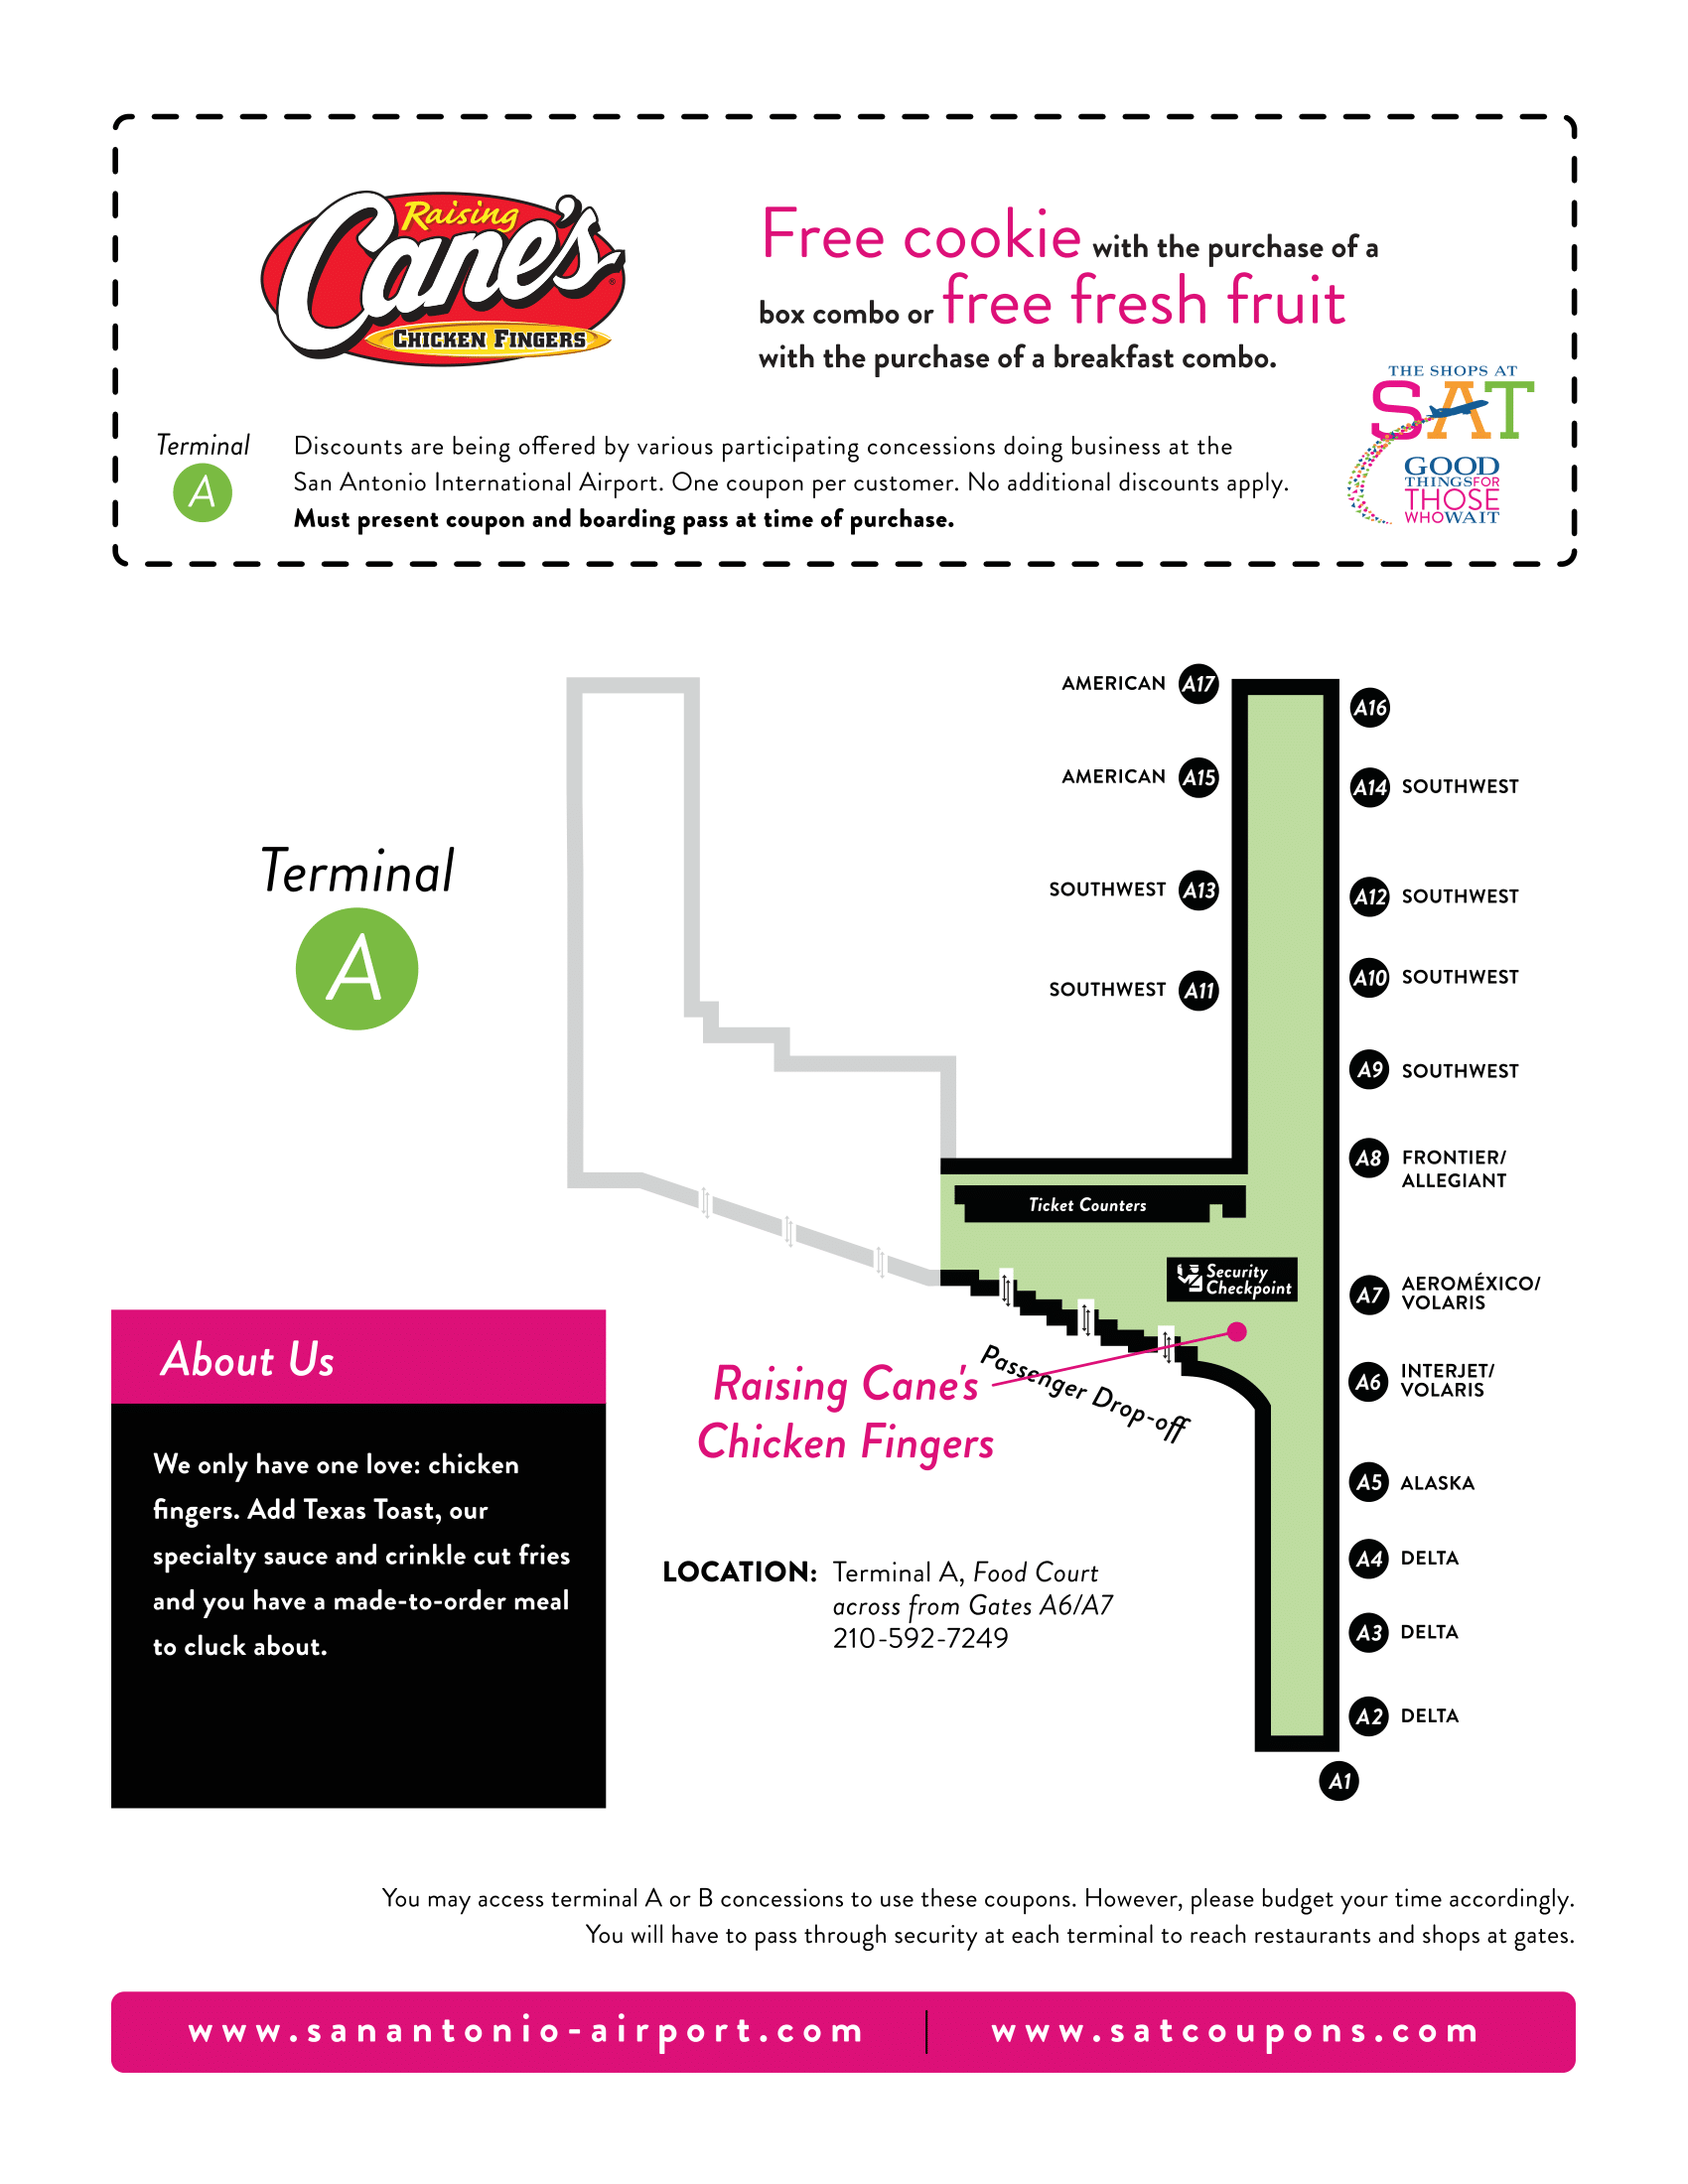 Raising
Cane's
CHICKEN FINGERS
Free cookie with the purchase of a
box combo or free fresh fruit
with the purchase of a breakfast combo.
THE SHOPS AT
SAT
GOOD
THINGSFOR
THOSE
WHOWAIT
Terminal
A
Discounts are being offered by various participating concessions doing business at the
San Antonio International Airport. One coupon per customer. No additional discounts apply.
Must present coupon and boarding pass at time of purchase.
AMERICAN A17
A16
AMERICAN A15
A14 SOUTHWEST
Terminal
A
SOUTHWEST A13
A12 SOUTHWEST
SOUTHWEST A11
A10 SOUTHWEST
A9 SOUTHWEST
A8 FRONTIER/
ALLEGIANT
Ticket Counters
Security
Checkpoint
A7 AEROMÉXICO/
VOLARIS
A6 INTERJET/
VOLARIS
Passenger Drop-off
Raising Cane's
Chicken Fingers
A5 ALASKA
A4 DELTA
A3 DELTA
A2 DELTA
A1
LOCATION: Terminal A, Food Court
across from Gates A6/A7
210-592-7249
About Us
We only have one love: chicken
fingers. Add Texas Toast, our
specialty sauce and crinkle cut fries
and you have a made-to-order meal
to cluck about.
You may access terminal A or B concessions to use these coupons. However, please budget your time accordingly.
You will have to pass through security at each terminal to reach restaurants and shops at gates.
www.sanantonio-airport.com | www.satcoupons.com